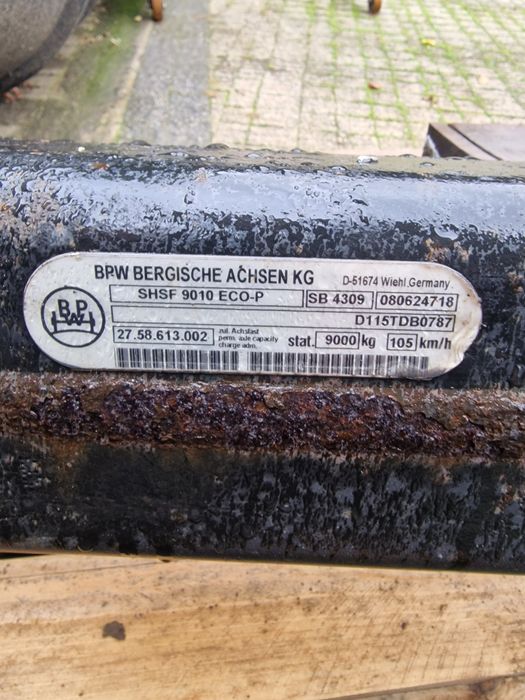 BPW BERGISCHE ACHSEN KG D-51674 Wiehl, Germany
BPW
SHSF 9010 ECO-P SB 4309 080624718
D115TDB0787
27.58.613.002 zul. Achslast
perm. axle capacity
charge adm. stat. 9000 kg 105 km/h